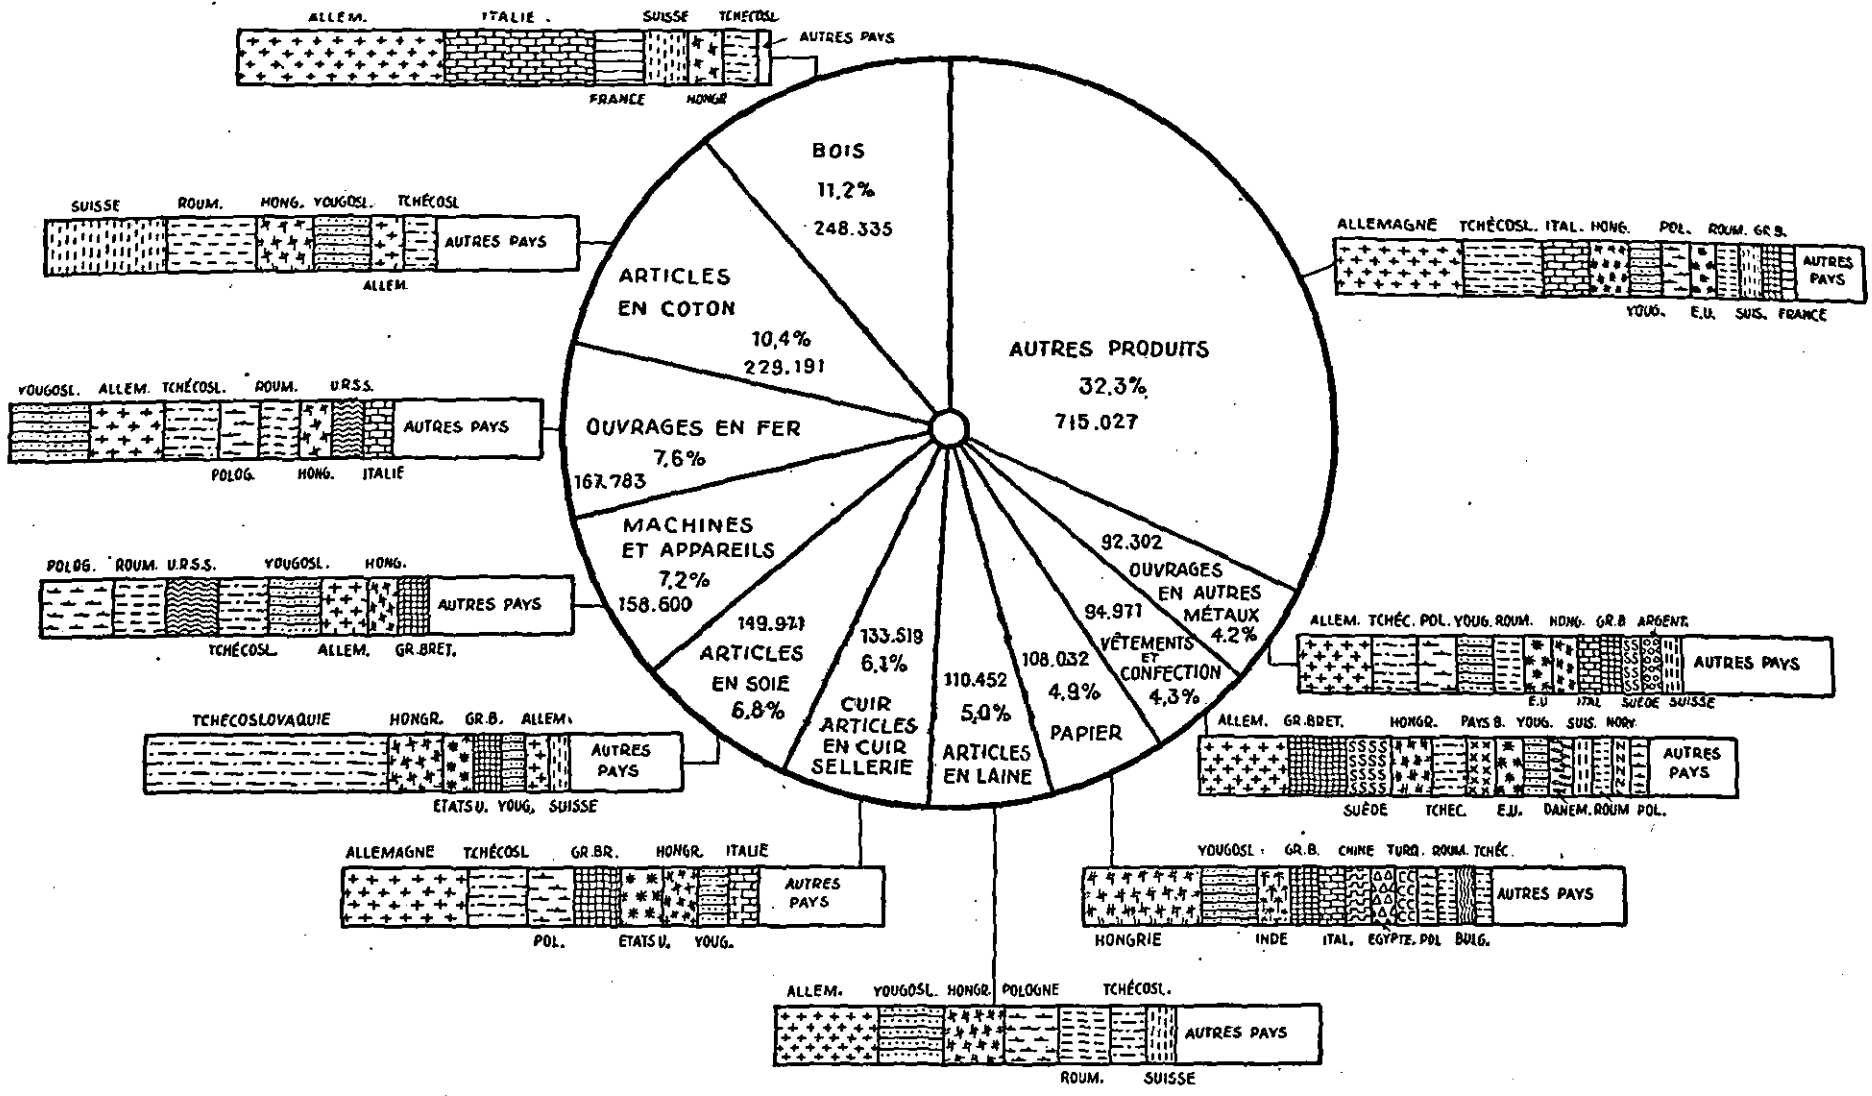 ALLEM. ITALIE . SUISSE TCHÉCOSL
AUTRES PAYS
FRANCE HONGR
BOIS
11,2%
248.335
SUISSE ROUM. HONG. YOUGOSL. TCHÉCOSL
AUTRES PAYS
ALLEM.
ARTICLES
EN COTON
10,4%
229.191
ALLEMAGNE TCHÉCOSL. ITAL. HONG. POL. ROUM. GR.B.
AUTRES
PAYS
YOUG. E.U. SUIS. FRANCE
AUTRES PRODUITS
32,3%
715.027
YOUGOSL. ALLEM. TCHÉCOSL. ROUM. U.R.S.S.
AUTRES PAYS
POLOG. HONG. ITALIE
OUVRAGES EN FER
7,6%
167.783
POLOG. ROUM. U.R.S.S. YOUGOSL. HONG.
AUTRES PAYS
TCHÉCOSL. ALLEM. GR.BRET.
MACHINES
ET APPAREILS
7,2%
158.600
92.302
OUVRAGES
EN AUTRES
MÉTAUX
4.2%
ALLEM. TCHÉC. POL. YOUG. ROUM. HONG. GR.B ARGENT.
AUTRES PAYS
E.U ITAL SUÈDE SUISSE
149.971
ARTICLES
EN SOIE
6,8%
133.519
6,1%
CUIR
ARTICLES
EN CUIR
SELLERIE
110.452
5,0%
ARTICLES
EN LAINE
108.032
4,9%
PAPIER
94.971
VÊTEMENTS
ET
CONFECTION
4,3%
TCHÉCOSLOVAQUIE HONGR. GR.B. ALLEM.
AUTRES
PAYS
ETATS U. YOUG. SUISSE
ALLEM. GR.BRET. HONGR. PAYS B. YOUG. SUIS. NORV.
AUTRES
PAYS
SUÈDE TCHEC. E.U. DANEM. ROUM POL.
ALLEMAGNE TCHÉCOSL GR.BR. HONGR. ITALIE
AUTRES
PAYS
POL. ETATS U. YOUG.
YOUGOSL. GR.B. CHINE TURQ. ROUM. TCHÉC.
AUTRES PAYS
HONGRIE INDE ITAL. EGYPTE. POL BULG.
ALLEM. YOUGOSL. HONGR. POLOGNE TCHÉCOSL.
AUTRES PAYS
ROUM. SUISSE